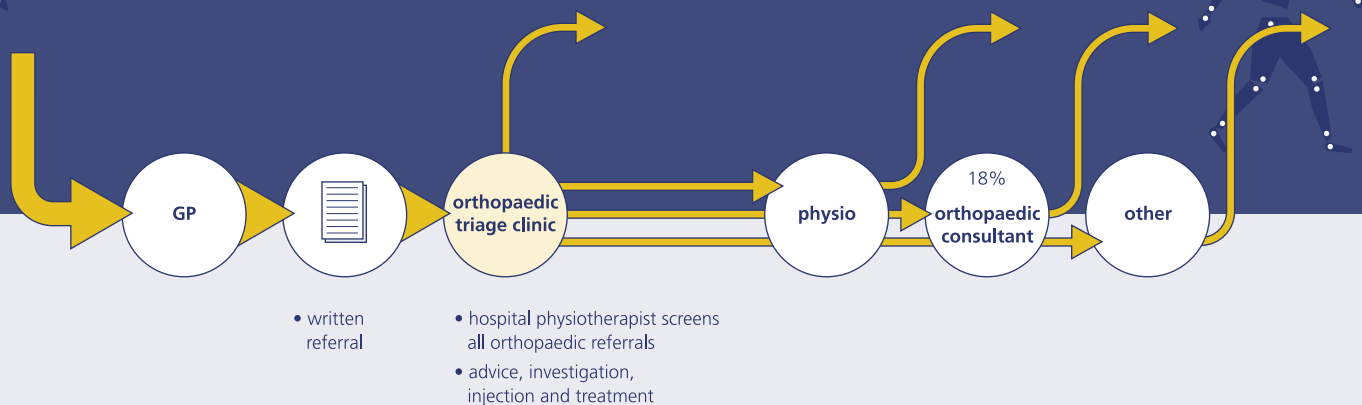 GP
orthopaedic
triage clinic
physio
18%
orthopaedic
consultant
other
• written
referral
• hospital physiotherapist screens
all orthopaedic referrals
• advice, investigation,
injection and treatment